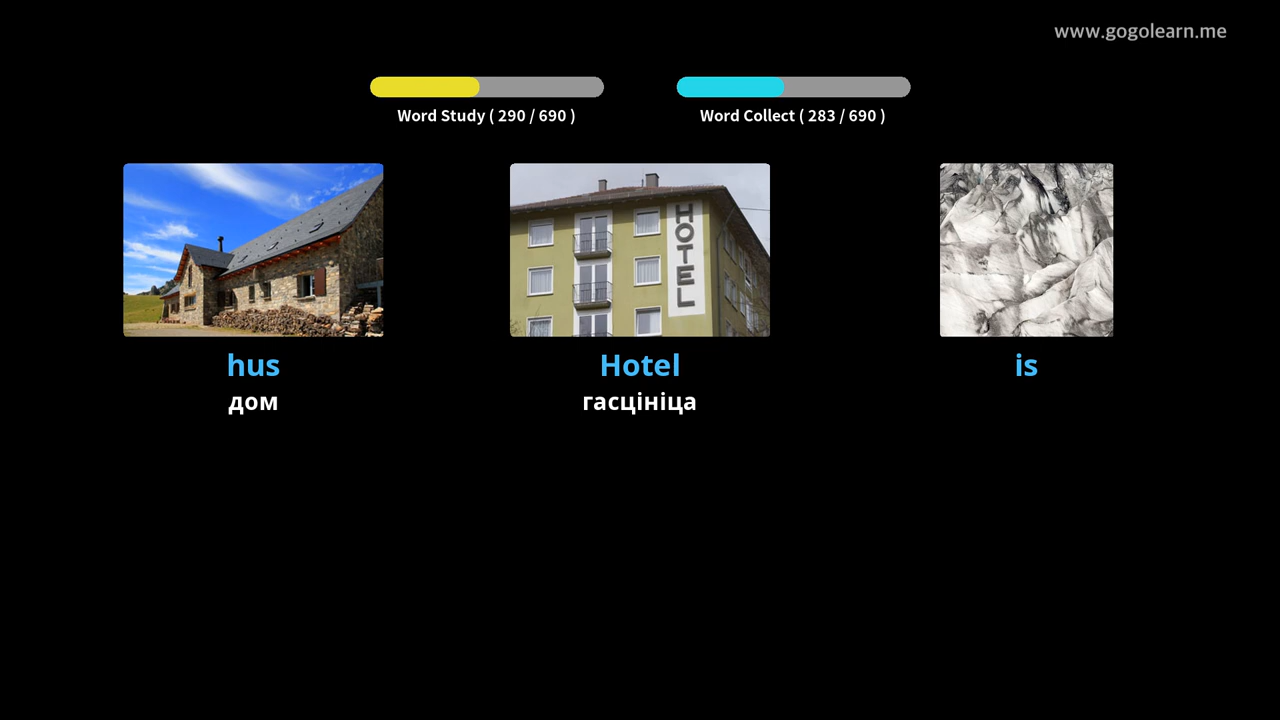 www.gogolearn.me
Word Study ( 290 / 690 )
Word Collect ( 283 / 690 )
HOTEL
hus
Hotel
is
дом
гасцініца